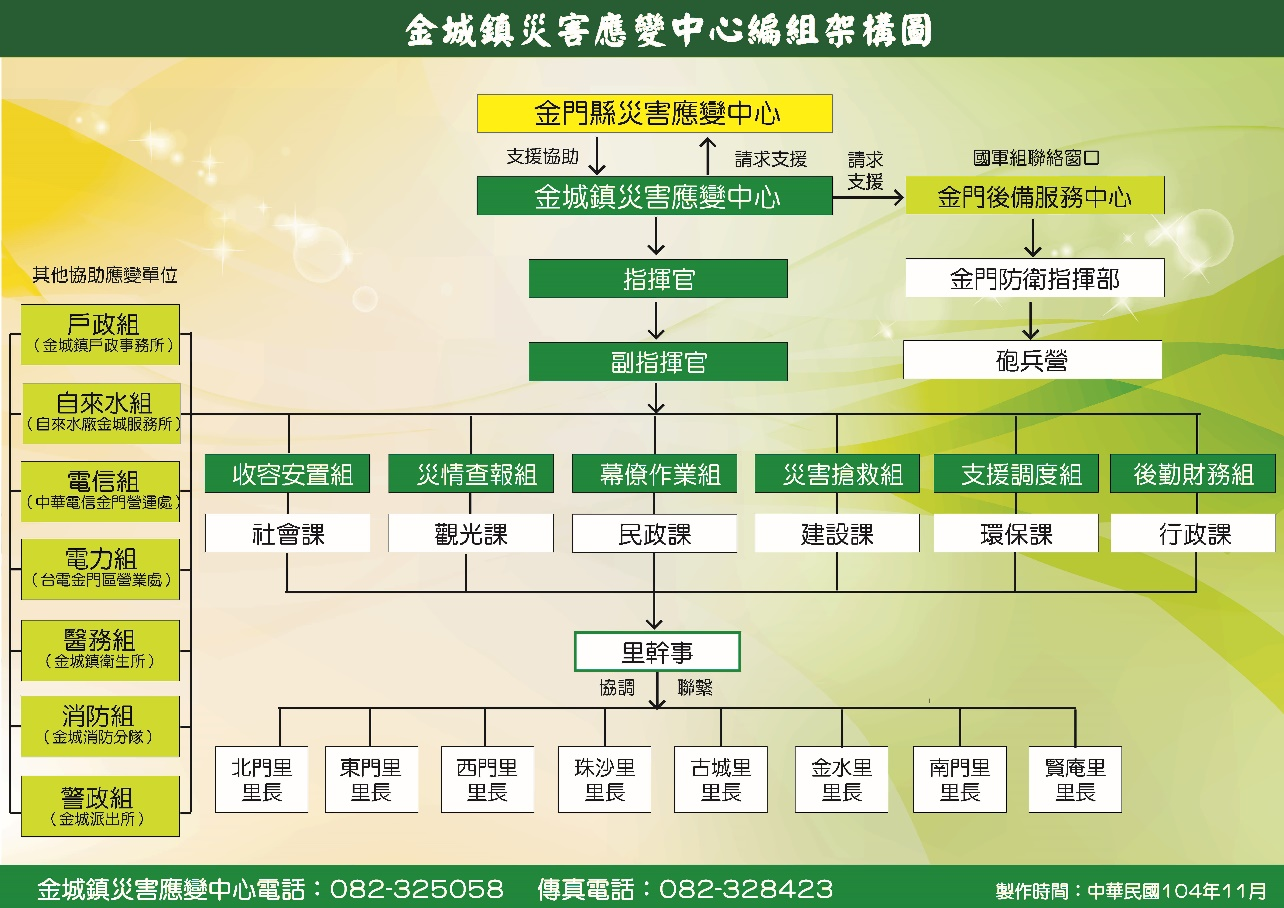 金城鎮災害應變中心編組架構圖
金門縣災害應變中心
支援協助
請求支援
請求
支援
國軍組聯絡窗口
金城鎮災害應變中心
金門後備服務中心
指揮官
金門防衛指揮部
副指揮官
砲兵營
其他協助應變單位
戶政組
（金城鎮戶政事務所）
自來水組
（自來水廠金城服務所）
電信組
（中華電信金門營運處）
電力組
（台電金門區營業處）
醫務組
（金城鎮衛生所）
消防組
（金城消防分隊）
警政組
（金城派出所）
收容安置組
災情查報組
幕僚作業組
災害搶救組
支援調度組
後勤財務組
社會課
觀光課
民政課
建設課
環保課
行政課
里幹事
協調
聯繫
北門里
里長
東門里
里長
西門里
里長
珠沙里
里長
古城里
里長
金水里
里長
南門里
里長
賢庵里
里長
金城鎮災害應變中心電話：082-325058 傳真電話：082-328423
製作時間：中華民國104年11月